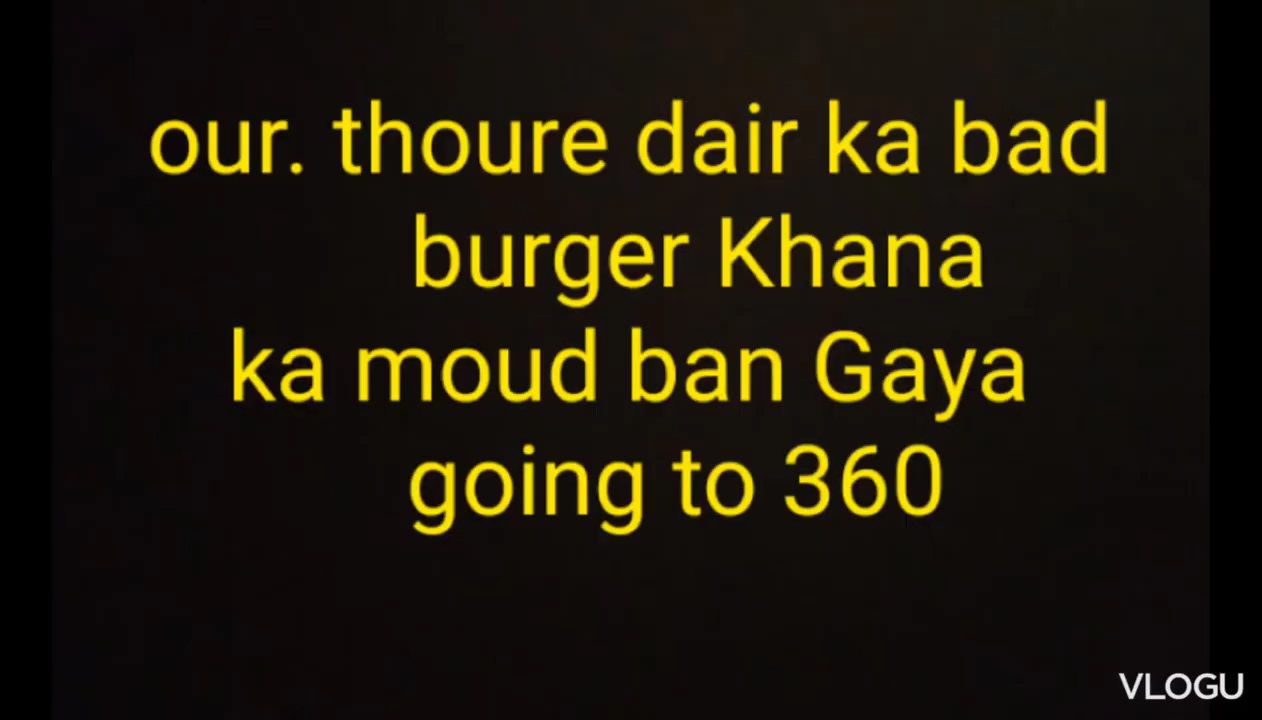 our. thoure dair ka bad
burger Khana
ka moud ban Gaya
going to 360
VLOGU